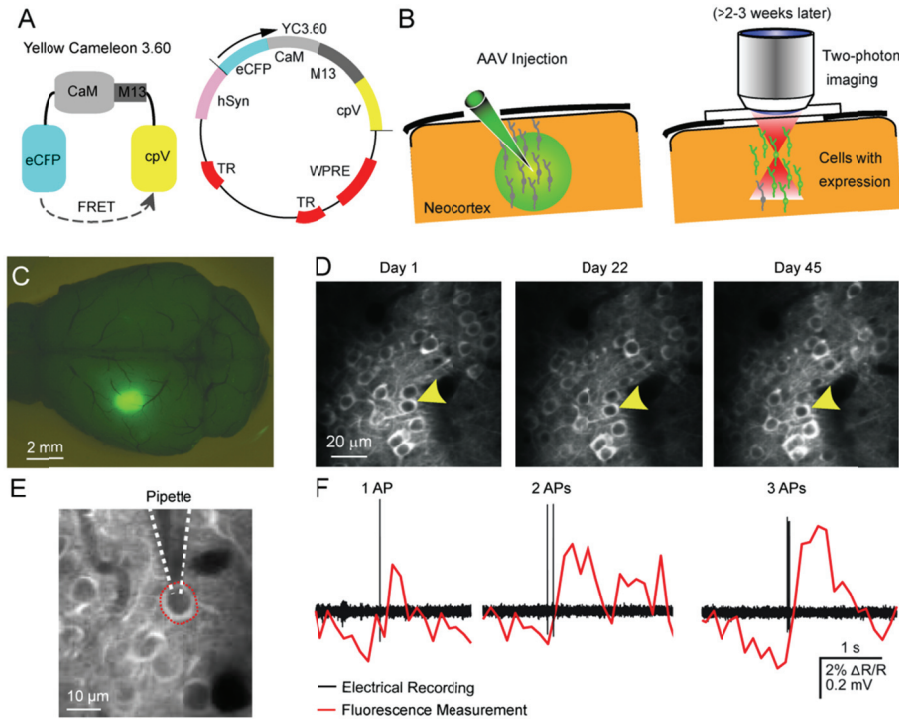 A
Yellow Cameleon 3.60
CaM
M13
eCFP
cpV
FRET
YC3.60
eCFP
CaM
M13
hSyn
cpV
TR
WPRE
TR
B
AAV Injection
Neocortex
(>2-3 weeks later)
Two-photon
imaging
Cells with
expression
C
2 mm
D
Day 1
Day 22
Day 45
20 μm
E
Pipette
10 μm
F
1 AP
2 APs
3 APs
1 s
2% ΔR/R
0.2 mV
Electrical Recording
Fluorescence Measurement